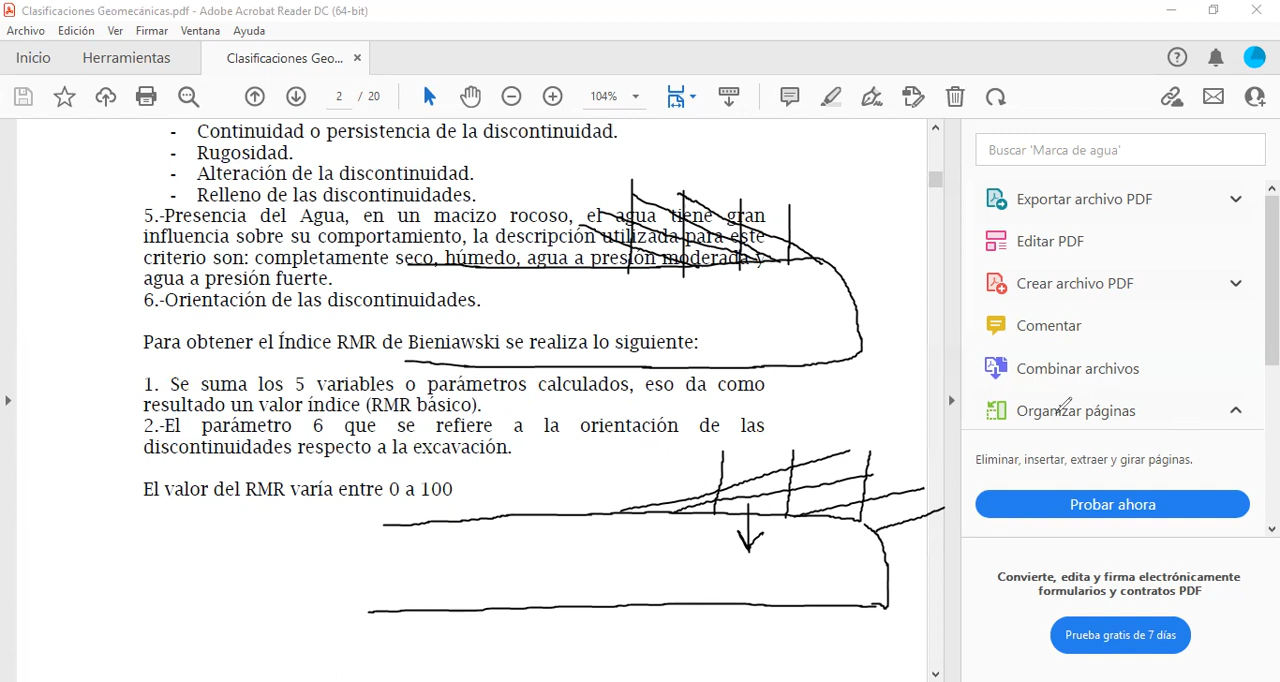 Clasificaciones Geomecánicas.pdf - Adobe Acrobat Reader DC (64-bit)
Archivo Edición Ver Firmar Ventana Ayuda
Inicio Herramientas Clasificaciones Geo... ×
2 / 20 104%
- Continuidad o persistencia de la discontinuidad.
- Rugosidad.
- Alteración de la discontinuidad.
- Relleno de las discontinuidades.
5.-Presencia del Agua, en un macizo rocoso, el agua tiene gran
influencia sobre su comportamiento, la descripción utilizada para este
criterio son: completamente seco, húmedo, agua a presión moderada y
agua a presión fuerte.
6.-Orientación de las discontinuidades.
Para obtener el Índice RMR de Bieniawski se realiza lo siguiente:
1. Se suma los 5 variables o parámetros calculados, eso da como
resultado un valor índice (RMR básico).
2.-El parámetro 6 que se refiere a la orientación de las
discontinuidades respecto a la excavación.
El valor del RMR varía entre 0 a 100
Buscar 'Marca de agua'
Exportar archivo PDF
Editar PDF
Crear archivo PDF
Comentar
Combinar archivos
Organizar páginas
Eliminar, insertar, extraer y girar páginas.
Probar ahora
Convierte, edita y firma electrónicamente
formularios y contratos PDF
Prueba gratis de 7 días